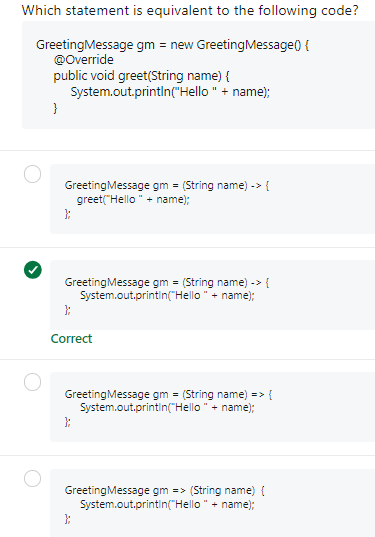 Which statement is equivalent to the following code?
GreetingMessage gm = new GreetingMessage() {
@Override
public void greet(String name) {
System.out.println("Hello " + name);
}
GreetingMessage gm = (String name) -> {
greet("Hello " + name);
};
GreetingMessage gm = (String name) -> {
System.out.println("Hello " + name);
};
Correct
GreetingMessage gm = (String name) => {
System.out.println("Hello " + name);
};
GreetingMessage gm => (String name) {
System.out.println("Hello " + name);
};